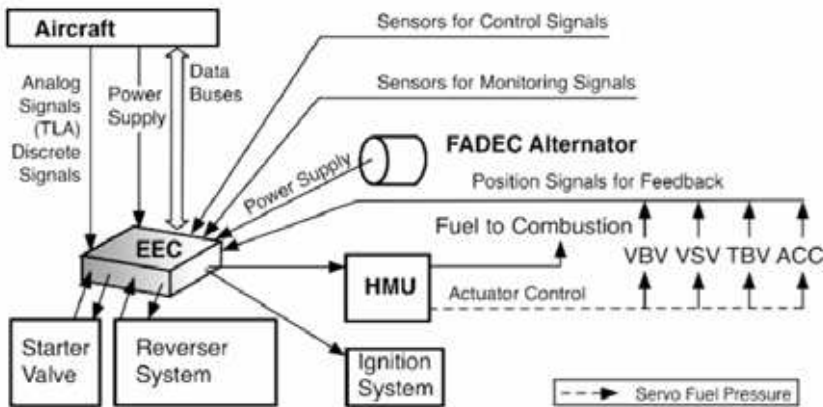 Aircraft
Sensors for Control Signals
Sensors for Monitoring Signals
Analog
Signals
(TLA)
Discrete
Signals
Power
Supply
Data
Buses
FADEC Alternator
Power Supply
Position Signals for Feedback
Fuel to Combustion
EEC
VBV VSV TBV ACC
HMU
Actuator Control
Starter
Valve
Reverser
System
Ignition
System
Servo Fuel Pressure